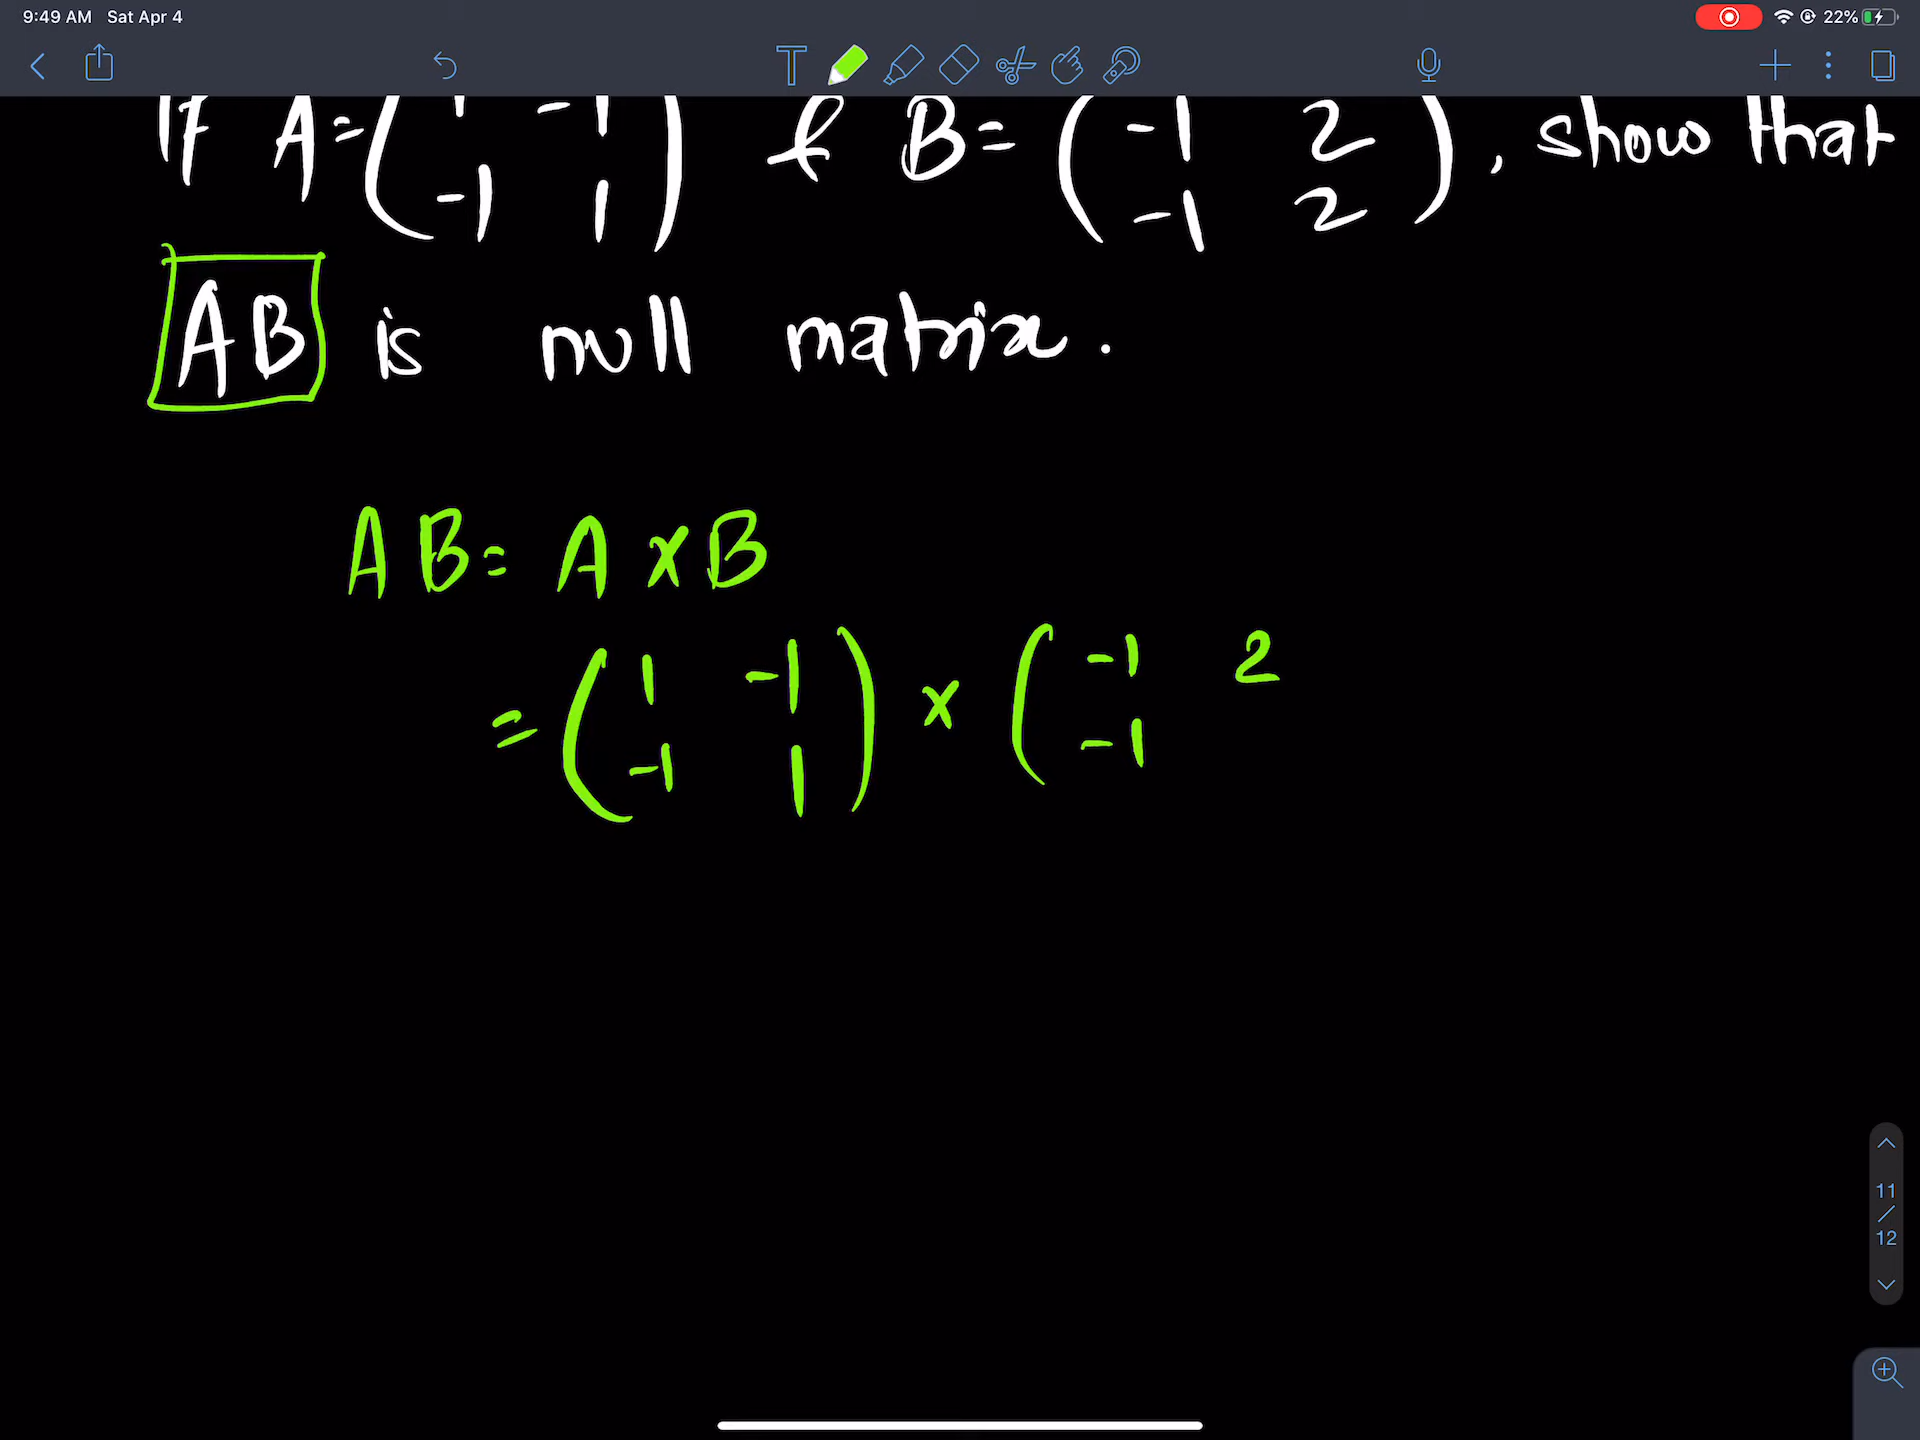 9:49 AM Sat Apr 4
22%
If A = ( 1 -1 ) & B = ( -1 2 ), show that
-1 1 -1 2
AB is null matrix.
AB = A × B
= ( 1 -1 ) × ( -1 2
-1 1 -1
11
/
12